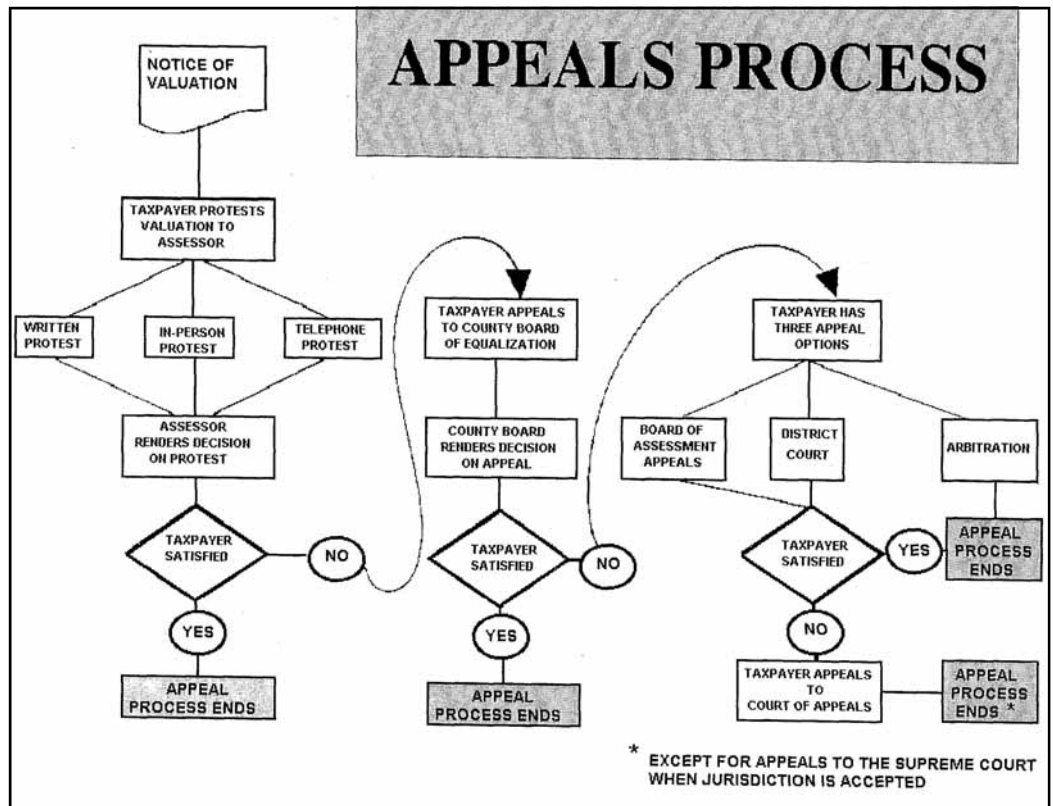 APPEALS PROCESS
NOTICE OF
VALUATION
TAXPAYER PROTESTS
VALUATION TO
ASSESSOR
WRITTEN
PROTEST
IN-PERSON
PROTEST
TELEPHONE
PROTEST
ASSESSOR
RENDERS DECISION
ON PROTEST
TAXPAYER
SATISFIED
NO
YES
APPEAL
PROCESS ENDS
TAXPAYER APPEALS
TO COUNTY BOARD
OF EQUALIZATION
COUNTY BOARD
RENDERS DECISION
ON APPEAL
TAXPAYER
SATISFIED
NO
YES
APPEAL
PROCESS ENDS
TAXPAYER HAS
THREE APPEAL
OPTIONS
BOARD OF
ASSESSMENT
APPEALS
DISTRICT
COURT
ARBITRATION
TAXPAYER
SATISFIED
YES
APPEAL
PROCESS
ENDS
NO
TAXPAYER APPEALS
TO
COURT OF APPEALS
APPEAL
PROCESS
ENDS *
* EXCEPT FOR APPEALS TO THE SUPREME COURT
WHEN JURISDICTION IS ACCEPTED